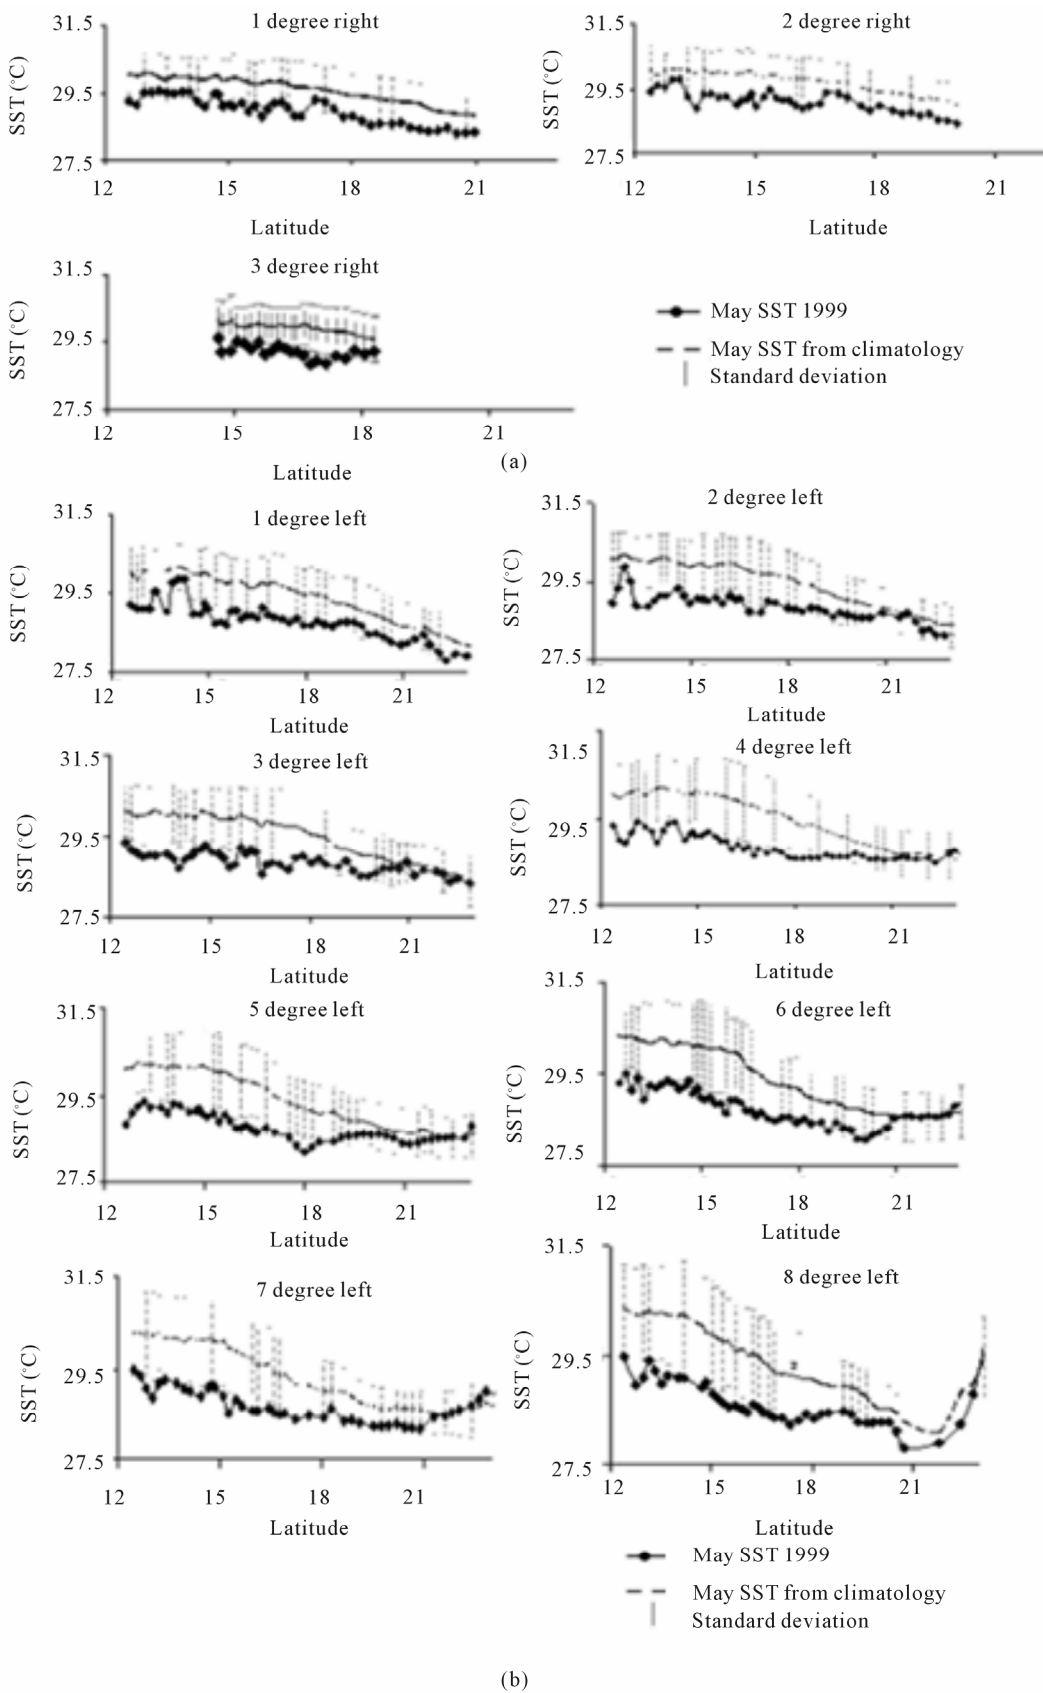 1 degree right
31.5
29.5
27.5
SST (°C)
12 15 18 21
Latitude
2 degree right
31.5
29.5
27.5
SST (°C)
12 15 18 21
Latitude
3 degree right
31.5
29.5
27.5
SST (°C)
12 15 18 21
Latitude
May SST 1999
May SST from climatology
Standard deviation
(a)
1 degree left
31.5
29.5
27.5
SST (°C)
12 15 18 21
Latitude
2 degree left
31.5
29.5
27.5
SST (°C)
12 15 18 21
Latitude
3 degree left
31.5
29.5
27.5
SST (°C)
12 15 18 21
Latitude
4 degree left
31.5
29.5
27.5
SST (°C)
12 15 18 21
Latitude
5 degree left
31.5
29.5
27.5
SST (°C)
12 15 18 21
Latitude
6 degree left
31.5
29.5
27.5
SST (°C)
12 15 18 21
Latitude
7 degree left
31.5
29.5
27.5
SST (°C)
12 15 18 21
Latitude
8 degree left
31.5
29.5
27.5
SST (°C)
12 15 18 21
Latitude
May SST 1999
May SST from climatology
Standard deviation
(b)